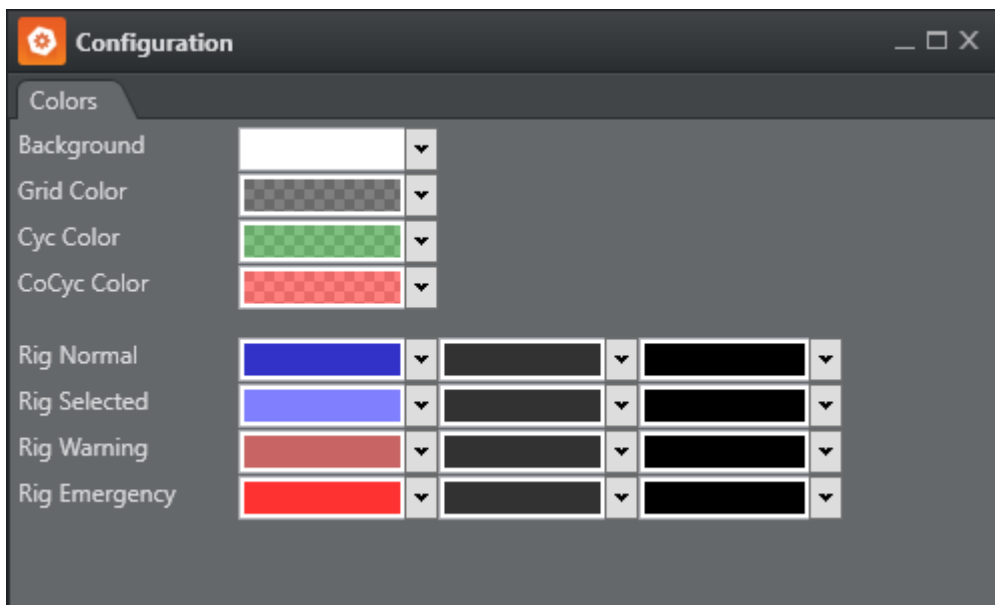 Configuration
Colors
Background
Grid Color
Cyc Color
CoCyc Color
Rig Normal
Rig Selected
Rig Warning
Rig Emergency